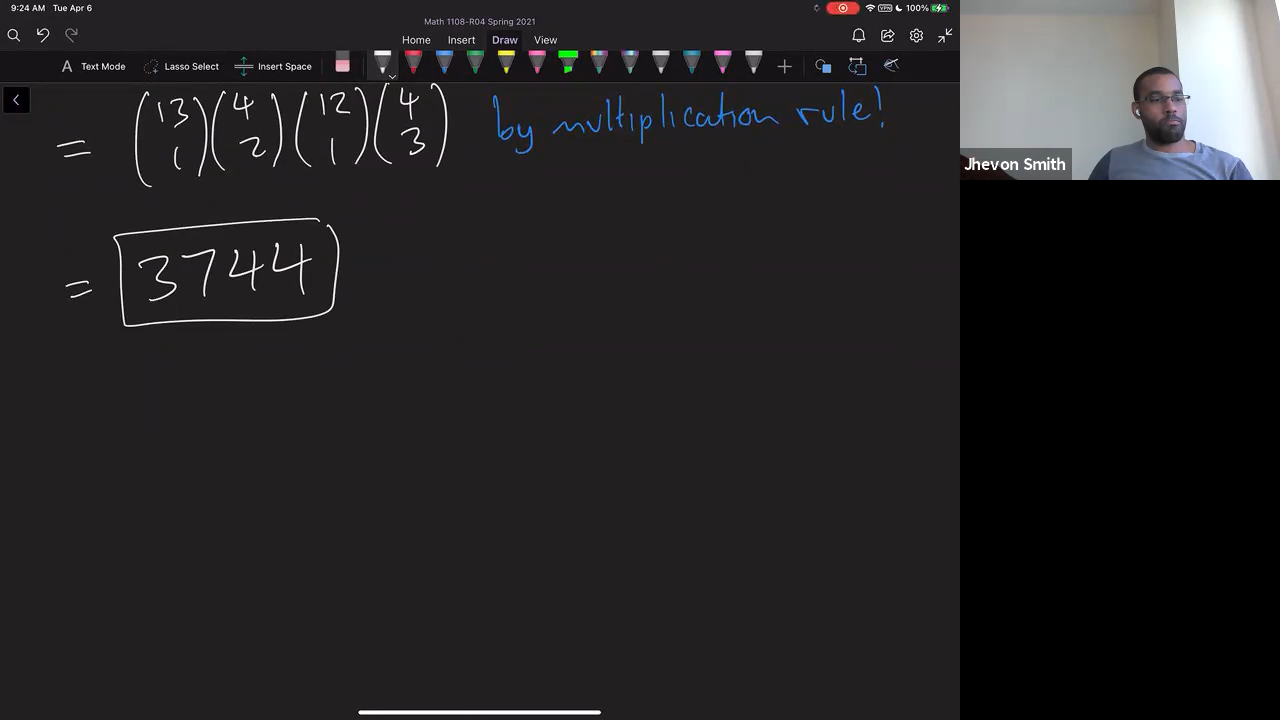 9:24 AM Tue Apr 6
100%
Math 1108-R04 Spring 2021
Home Insert Draw View
Text Mode Lasso Select Insert Space
= (13 1)(4 2)(12 1)(4 3) by multiplication rule!
= 3744
Jhevon Smith